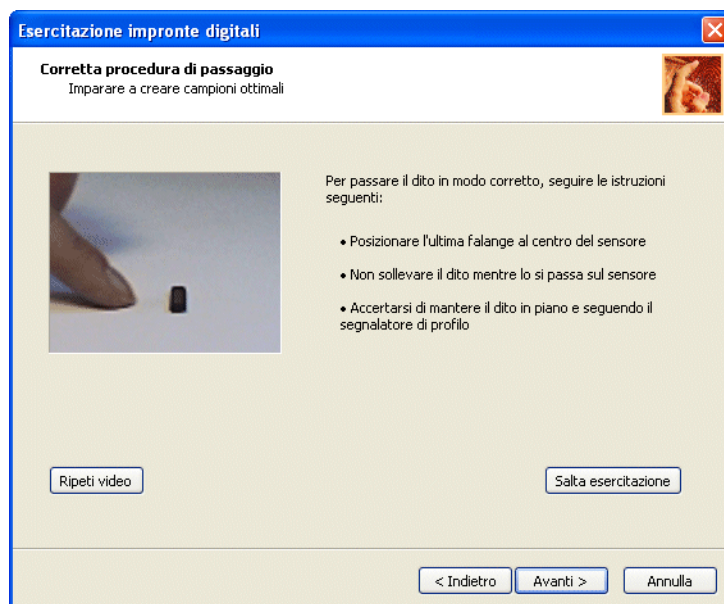 Esercitazione impronte digitali
Corretta procedura di passaggio
Imparare a creare campioni ottimali
Per passare il dito in modo corretto, seguire le istruzioni
seguenti:
• Posizionare l'ultima falange al centro del sensore
• Non sollevare il dito mentre lo si passa sul sensore
• Accertarsi di mantere il dito in piano e seguendo il
segnalatore di profilo
Ripeti video
Salta esercitazione
< Indietro
Avanti >
Annulla